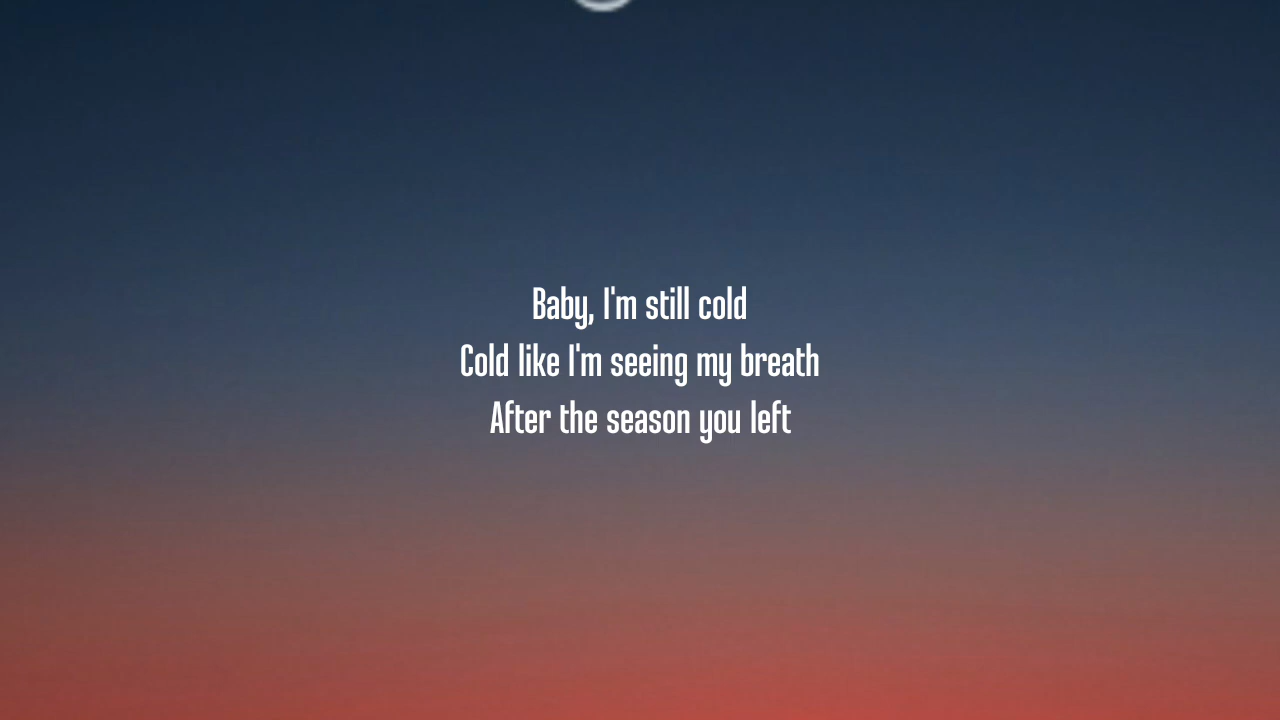 Baby, I'm still cold
Cold like I'm seeing my breath
After the season you left